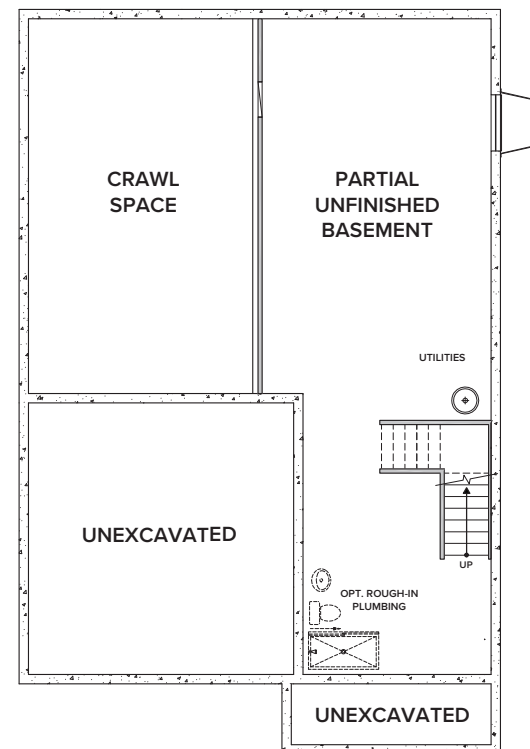 CRAWL
SPACE
PARTIAL
UNFINISHED
BASEMENT
UTILITIES
UNEXCAVATED
UP
OPT. ROUGH-IN
PLUMBING
UNEXCAVATED